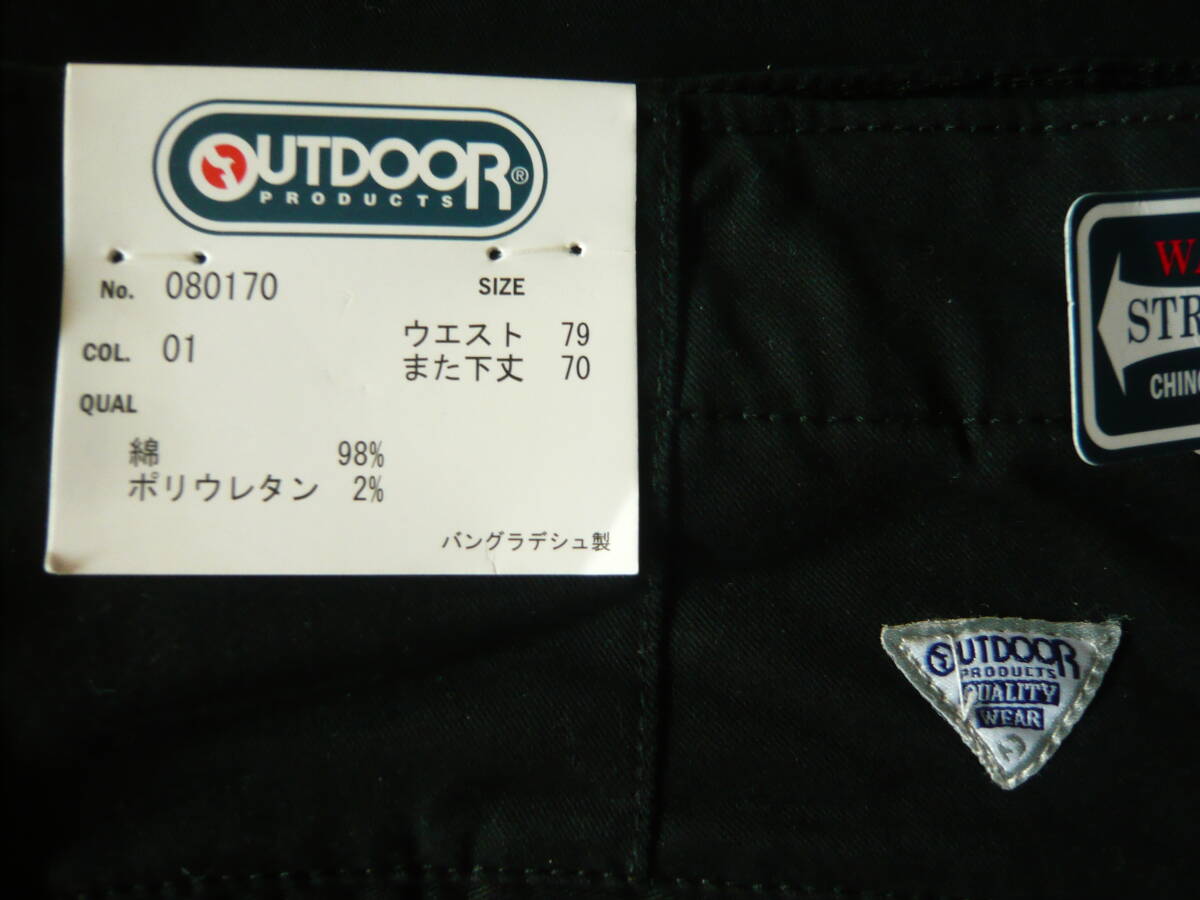 OUTDOOR®
PRODUCTS
No. 080170
SIZE
COL. 01
ウエスト 79
また下丈 70
QUAL
綿 98%
ポリウレタン 2%
バングラデシュ製
OUTDOOR
PRODUCTS
QUALITY
WEAR